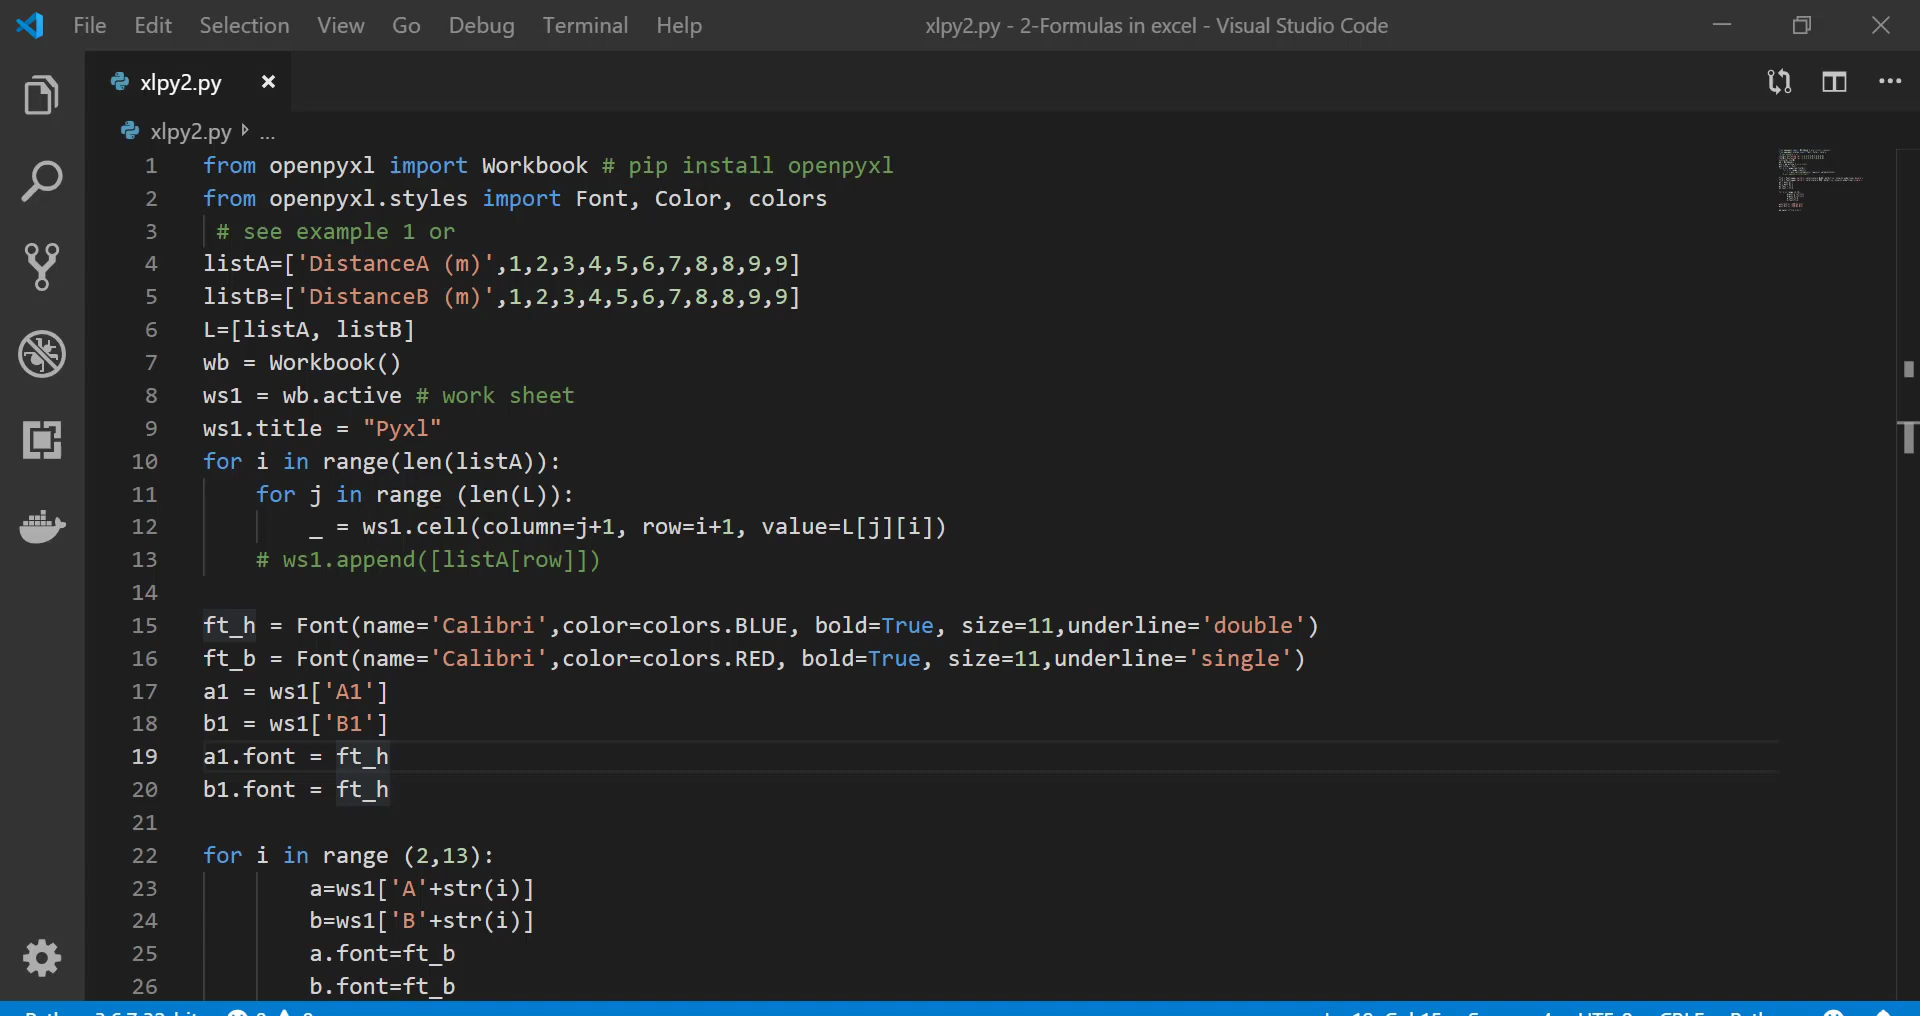 File Edit Selection View Go Debug Terminal Help xlpy2.py - 2-Formulas in excel - Visual Studio Code
xlpy2.py
xlpy2.py ...
1 from openpyxl import Workbook # pip install openpyxl
2 from openpyxl.styles import Font, Color, colors
3 # see example 1 or
4 listA=['DistanceA (m)',1,2,3,4,5,6,7,8,8,9,9]
5 listB=['DistanceB (m)',1,2,3,4,5,6,7,8,8,9,9]
6 L=[listA, listB]
7 wb = Workbook()
8 ws1 = wb.active # work sheet
9 ws1.title = "Pyxl"
10 for i in range(len(listA)):
11 for j in range (len(L)):
12 _ = ws1.cell(column=j+1, row=i+1, value=L[j][i])
13 # ws1.append([listA[row]])
14
15 ft_h = Font(name='Calibri',color=colors.BLUE, bold=True, size=11,underline='double')
16 ft_b = Font(name='Calibri',color=colors.RED, bold=True, size=11,underline='single')
17 a1 = ws1['A1']
18 b1 = ws1['B1']
19 a1.font = ft_h
20 b1.font = ft_h
21
22 for i in range (2,13):
23 a=ws1['A'+str(i)]
24 b=ws1['B'+str(i)]
25 a.font=ft_b
26 b.font=ft_b